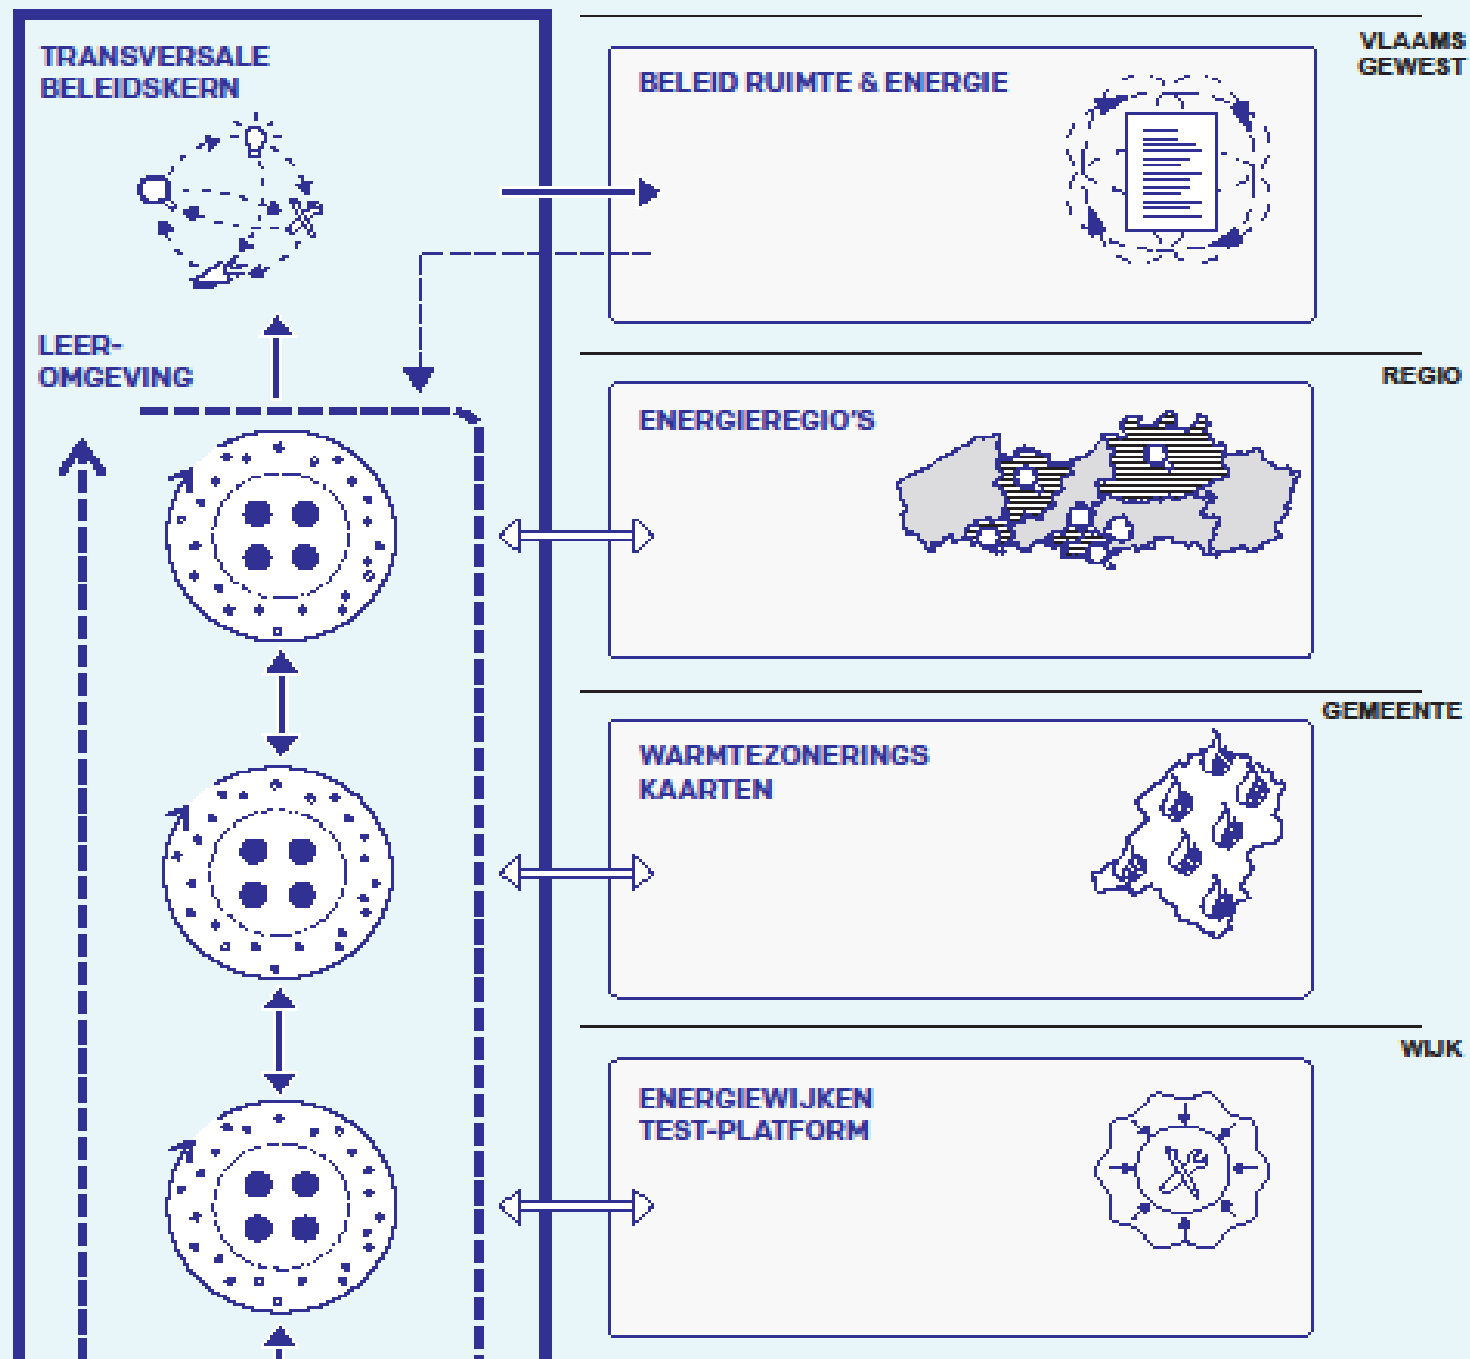 TRANSVERSALE
BELEIDSKERN
VLAAMS
GEWEST
BELEID RUIMTE & ENERGIE
LEER-
OMGEVING
REGIO
ENERGIEREGIO'S
GEMEENTE
WARMTEZONERINGS
KAARTEN
WIJK
ENERGIEWIJKEN
TEST-PLATFORM